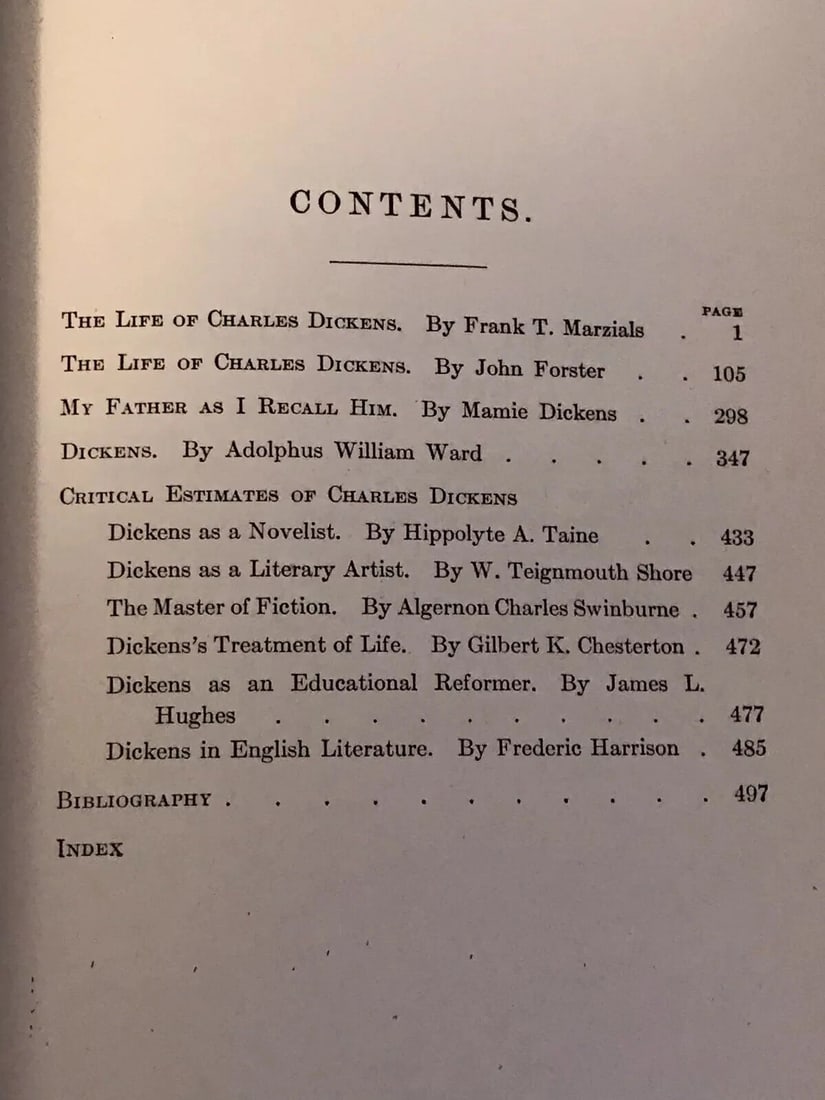 CONTENTS.
PAGE
THE LIFE OF CHARLES DICKENS. By Frank T. Marzials . 1
THE LIFE OF CHARLES DICKENS. By John Forster . . 105
MY FATHER AS I RECALL HIM. By Mamie Dickens . . 298
DICKENS. By Adolphus William Ward . . . . . 347
CRITICAL ESTIMATES OF CHARLES DICKENS
Dickens as a Novelist. By Hippolyte A. Taine . . 433
Dickens as a Literary Artist. By W. Teignmouth Shore 447
The Master of Fiction. By Algernon Charles Swinburne . 457
Dickens's Treatment of Life. By Gilbert K. Chesterton . 472
Dickens as an Educational Reformer. By James L.
Hughes . . . . . . . . . . 477
Dickens in English Literature. By Frederic Harrison . 485
BIBLIOGRAPHY . . . . . . . . . . . 497
INDEX